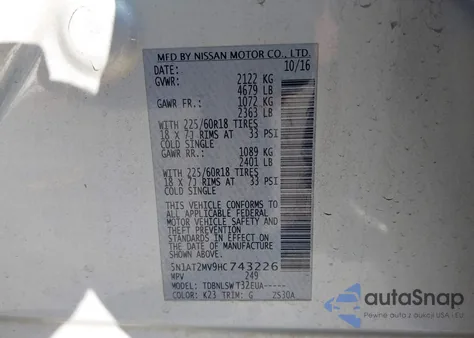 MFD BY NISSAN MOTOR CO., LTD.
DATE: 10/16
GVWR: 2122 KG
4679 LB
GAWR FR.: 1072 KG
2363 LB
WITH 225/60R18 TIRES
18 X 7J RIMS AT 33 PSI
COLD SINGLE
GAWR RR.: 1089 KG
2401 LB
WITH 225/60R18 TIRES
18 X 7J RIMS AT 33 PSI
COLD SINGLE
THIS VEHICLE CONFORMS TO
ALL APPLICABLE FEDERAL
MOTOR VEHICLE SAFETY AND
THEFT PREVENTION
STANDARDS IN EFFECT ON
THE DATE OF MANUFACTURE
SHOWN ABOVE.
5N1AT2MV9HC743226
MPV 249
MODEL: TDBNLSW T32EUA-----
COLOR: K23 TRIM: G ZS30A
autoSnap
Cars From Auction